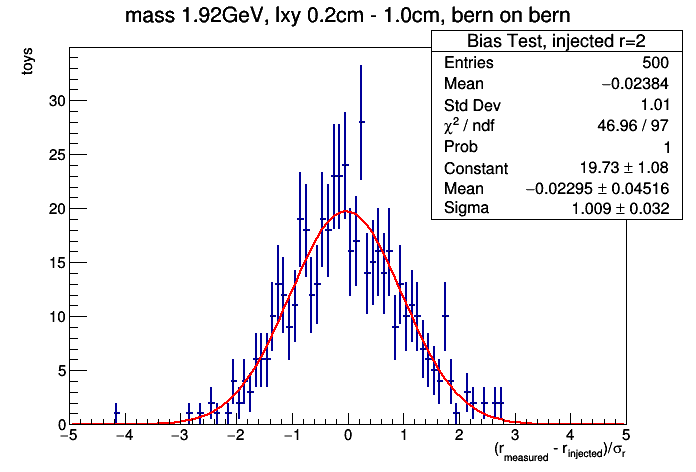 mass 1.92GeV, lxy 0.2cm - 1.0cm, bern on bern
toys
Bias Test, injected r=2
Entries 500
Mean −0.02384
Std Dev 1.01
χ² / ndf 46.96 / 97
Prob 1
Constant 19.73 ± 1.08
Mean −0.02295 ± 0.04516
Sigma 1.009 ± 0.032
30
25
20
15
10
5
0
−5 −4 −3 −2 −1 0 1 2 3 4 5
(r_measured - r_injected)/σ_r